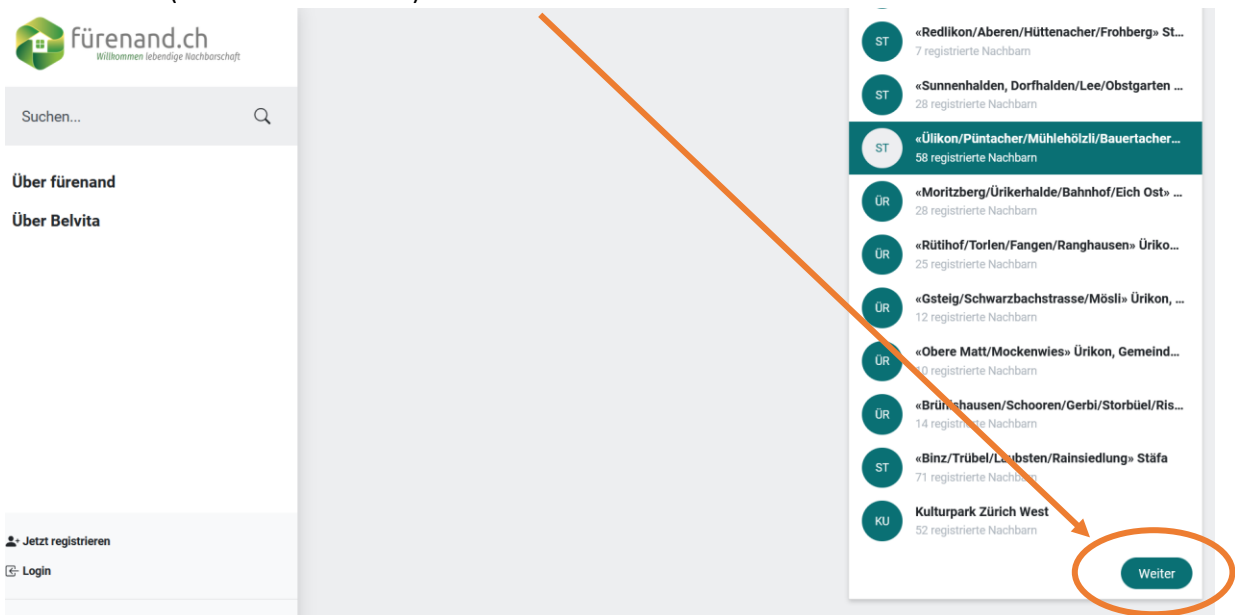 fürenand.ch
Willkommen lebendige Nachbarschaft
Suchen...
Über fürenand
Über Belvita
Jetzt registrieren
Login
ST
«Redlikon/Aberen/Hüttenacher/Frohberg» St...
7 registrierte Nachbarn
ST
«Sunnenhalden, Dorfhalden/Lee/Obstgarten ...
28 registrierte Nachbarn
ST
«Ülikon/Püntacher/Mühlehölzli/Bauertacher...
58 registrierte Nachbarn
ÜR
«Moritzberg/Ürikerhalde/Bahnhof/Eich Ost» ...
28 registrierte Nachbarn
ÜR
«Rütihof/Torlen/Fangen/Ranghausen» Üriko...
25 registrierte Nachbarn
ÜR
«Gsteig/Schwarzbachstrasse/Mösli» Ürikon, ...
12 registrierte Nachbarn
ÜR
«Obere Matt/Mockenwies» Ürikon, Gemeind...
10 registrierte Nachbarn
ÜR
/Schooren/Gerbi/Storbüel/Ris...
14 registrierte Nachbarn
ST
«Binz/Trübel/Laubsten/Rainsiedlung» Stäfa
71 registrierte Nachbarn
KU
Kulturpark Zürich West
52 registrierte Nachbarn
Weiter